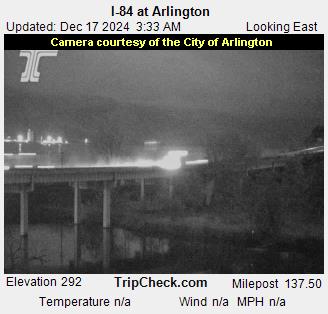 I-84 at Arlington
Updated: Dec 17 2024 3:33 AM Looking East
Camera courtesy of the City of Arlington
Elevation 292 TripCheck.com Milepost 137.50
Temperature n/a Wind n/a MPH n/a